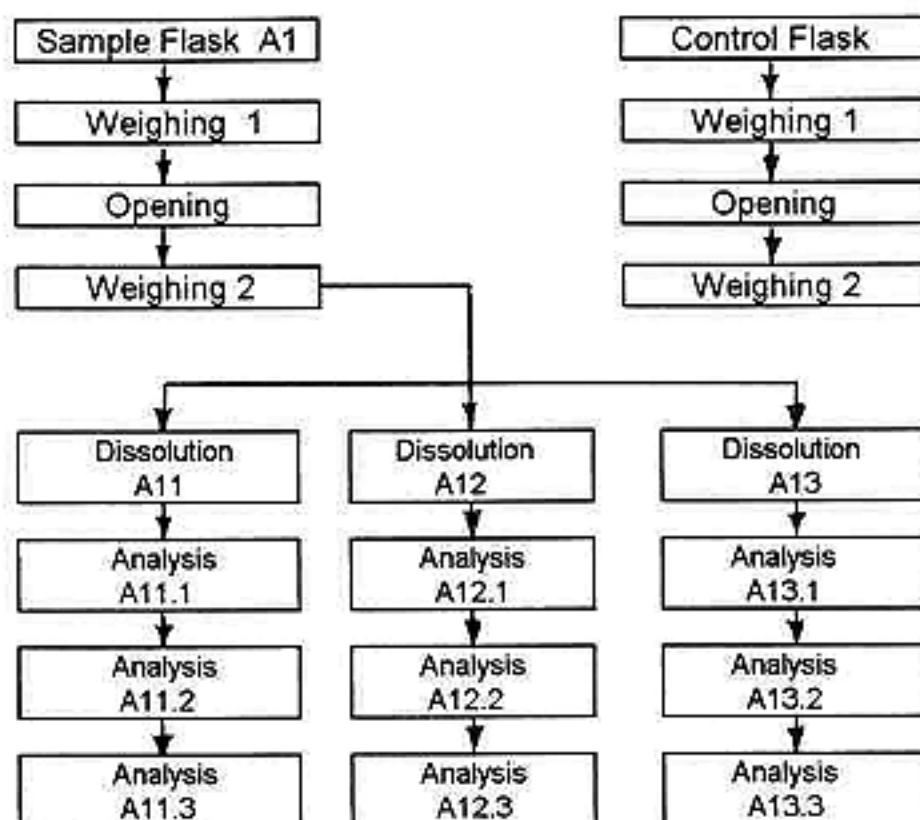 Sample Flask A1
Control Flask
Weighing 1
Weighing 1
Opening
Opening
Weighing 2
Weighing 2
Dissolution
A11
Dissolution
A12
Dissolution
A13
Analysis
A11.1
Analysis
A12.1
Analysis
A13.1
Analysis
A11.2
Analysis
A12.2
Analysis
A13.2
Analysis
A11.3
Analysis
A12.3
Analysis
A13.3